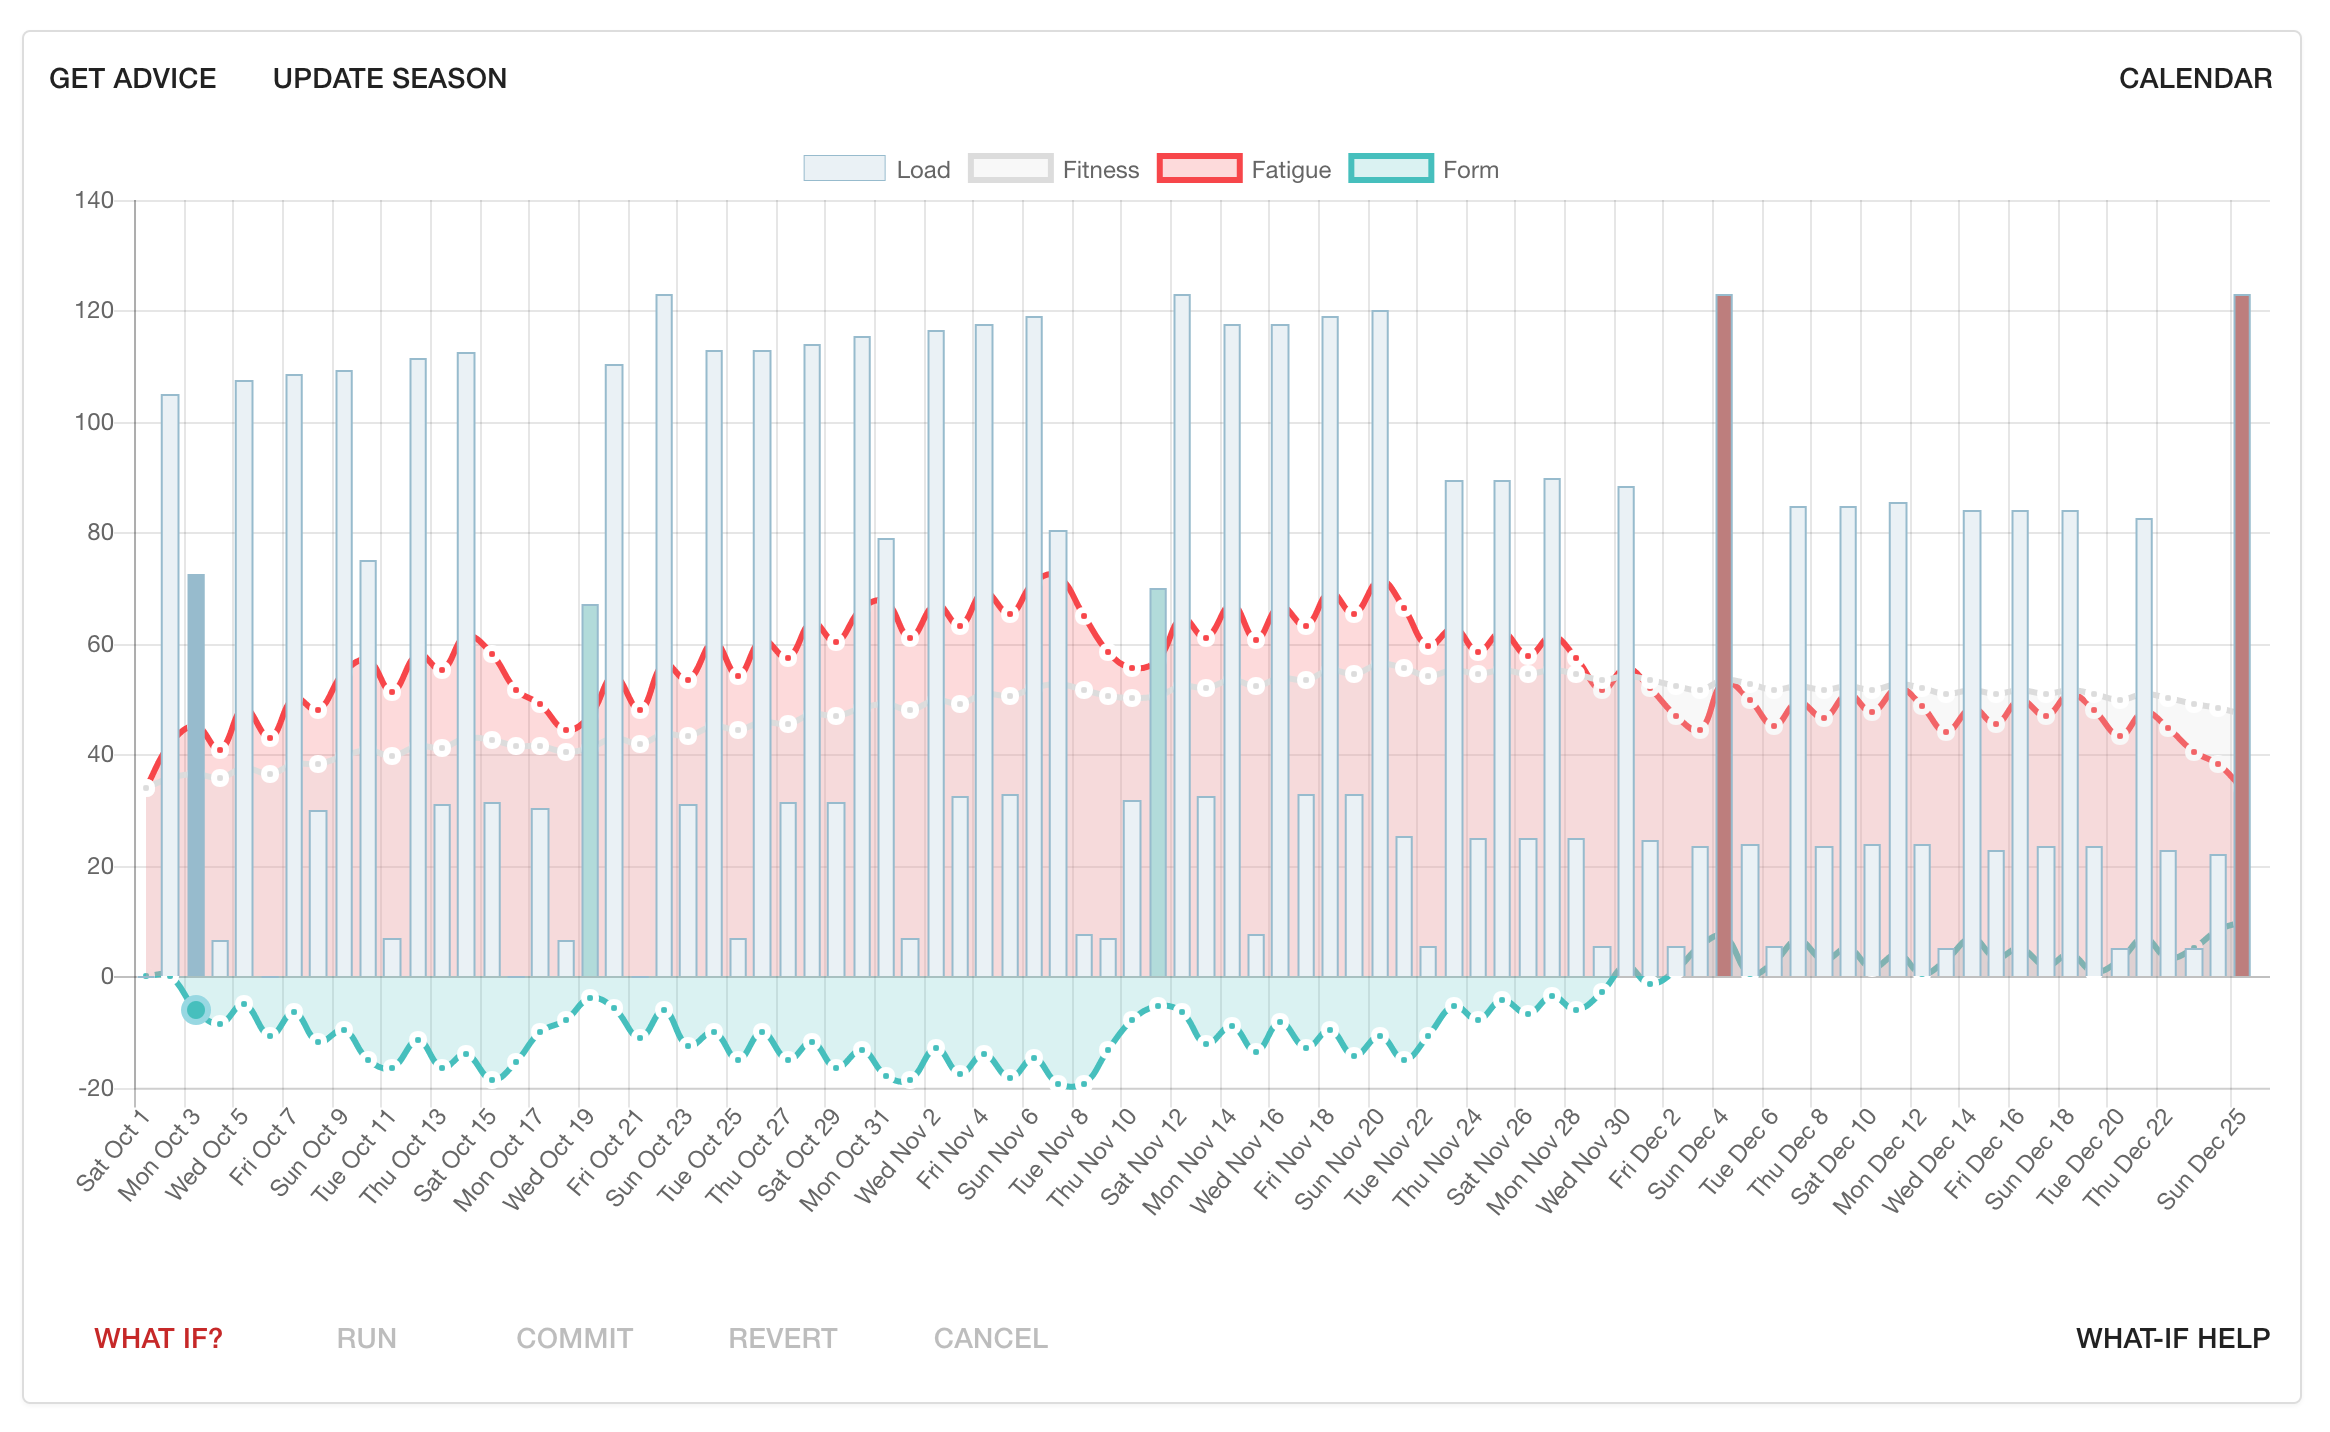 GET ADVICE UPDATE SEASON CALENDAR
Load Fitness Fatigue Form
140
120
100
80
60
40
20
0
-20
Sat Oct 1
Mon Oct 3
Wed Oct 5
Fri Oct 7
Sun Oct 9
Tue Oct 11
Thu Oct 13
Sat Oct 15
Mon Oct 17
Wed Oct 19
Fri Oct 21
Sun Oct 23
Tue Oct 25
Thu Oct 27
Sat Oct 29
Mon Oct 31
Wed Nov 2
Fri Nov 4
Sun Nov 6
Tue Nov 8
Thu Nov 10
Sat Nov 12
Mon Nov 14
Wed Nov 16
Fri Nov 18
Sun Nov 20
Tue Nov 22
Thu Nov 24
Sat Nov 26
Mon Nov 28
Wed Nov 30
Fri Dec 2
Sun Dec 4
Tue Dec 6
Thu Dec 8
Sat Dec 10
Mon Dec 12
Wed Dec 14
Fri Dec 16
Sun Dec 18
Tue Dec 20
Thu Dec 22
Sun Dec 25
WHAT IF? RUN COMMIT REVERT CANCEL WHAT-IF HELP